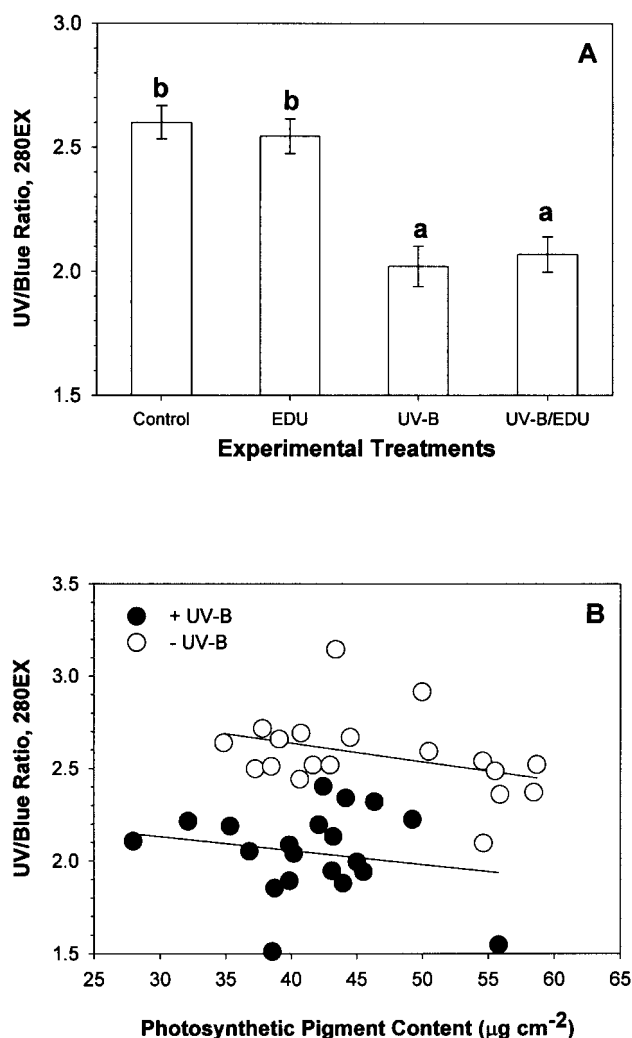 A
UV/Blue Ratio, 280EX
3.0
2.5
2.0
1.5
b
b
a
a
Control EDU UV-B UV-B/EDU
Experimental Treatments
B
UV/Blue Ratio, 280EX
3.5
3.0
2.5
2.0
1.5
+ UV-B
- UV-B
25 35 40 45 50 55 65
Photosynthetic Pigment Content (µg cm⁻²)